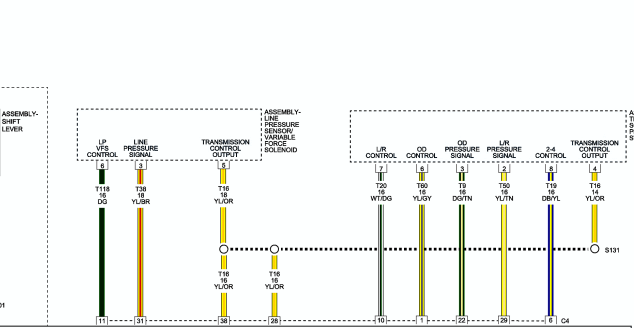 ASSEMBLY-
SHIFT
LEVER
ASSEMBLY-
LINE
PRESSURE
SENSOR/
VARIABLE
FORCE
SOLENOID
LP
VFS
CONTROL
LINE
PRESSURE
SIGNAL
TRANSMISSION
CONTROL
OUTPUT
L/R
CONTROL
OD
CONTROL
OD
PRESSURE
SIGNAL
L/R
PRESSURE
SIGNAL
2-4
CONTROL
TRANSMISSION
CONTROL
OUTPUT
6 3 5 7 6 3 2 8 4
T118
16
DG
T38
18
YL/BR
T16
18
YL/OR
T20
16
WT/DG
T60
16
YL/GY
T9
16
DG/TN
T50
16
YL/TN
T19
16
DB/YL
T16
14
YL/OR
S131
T16
16
YL/OR
T16
16
YL/OR
11 31 38 28 10 1 22 29 6 C4